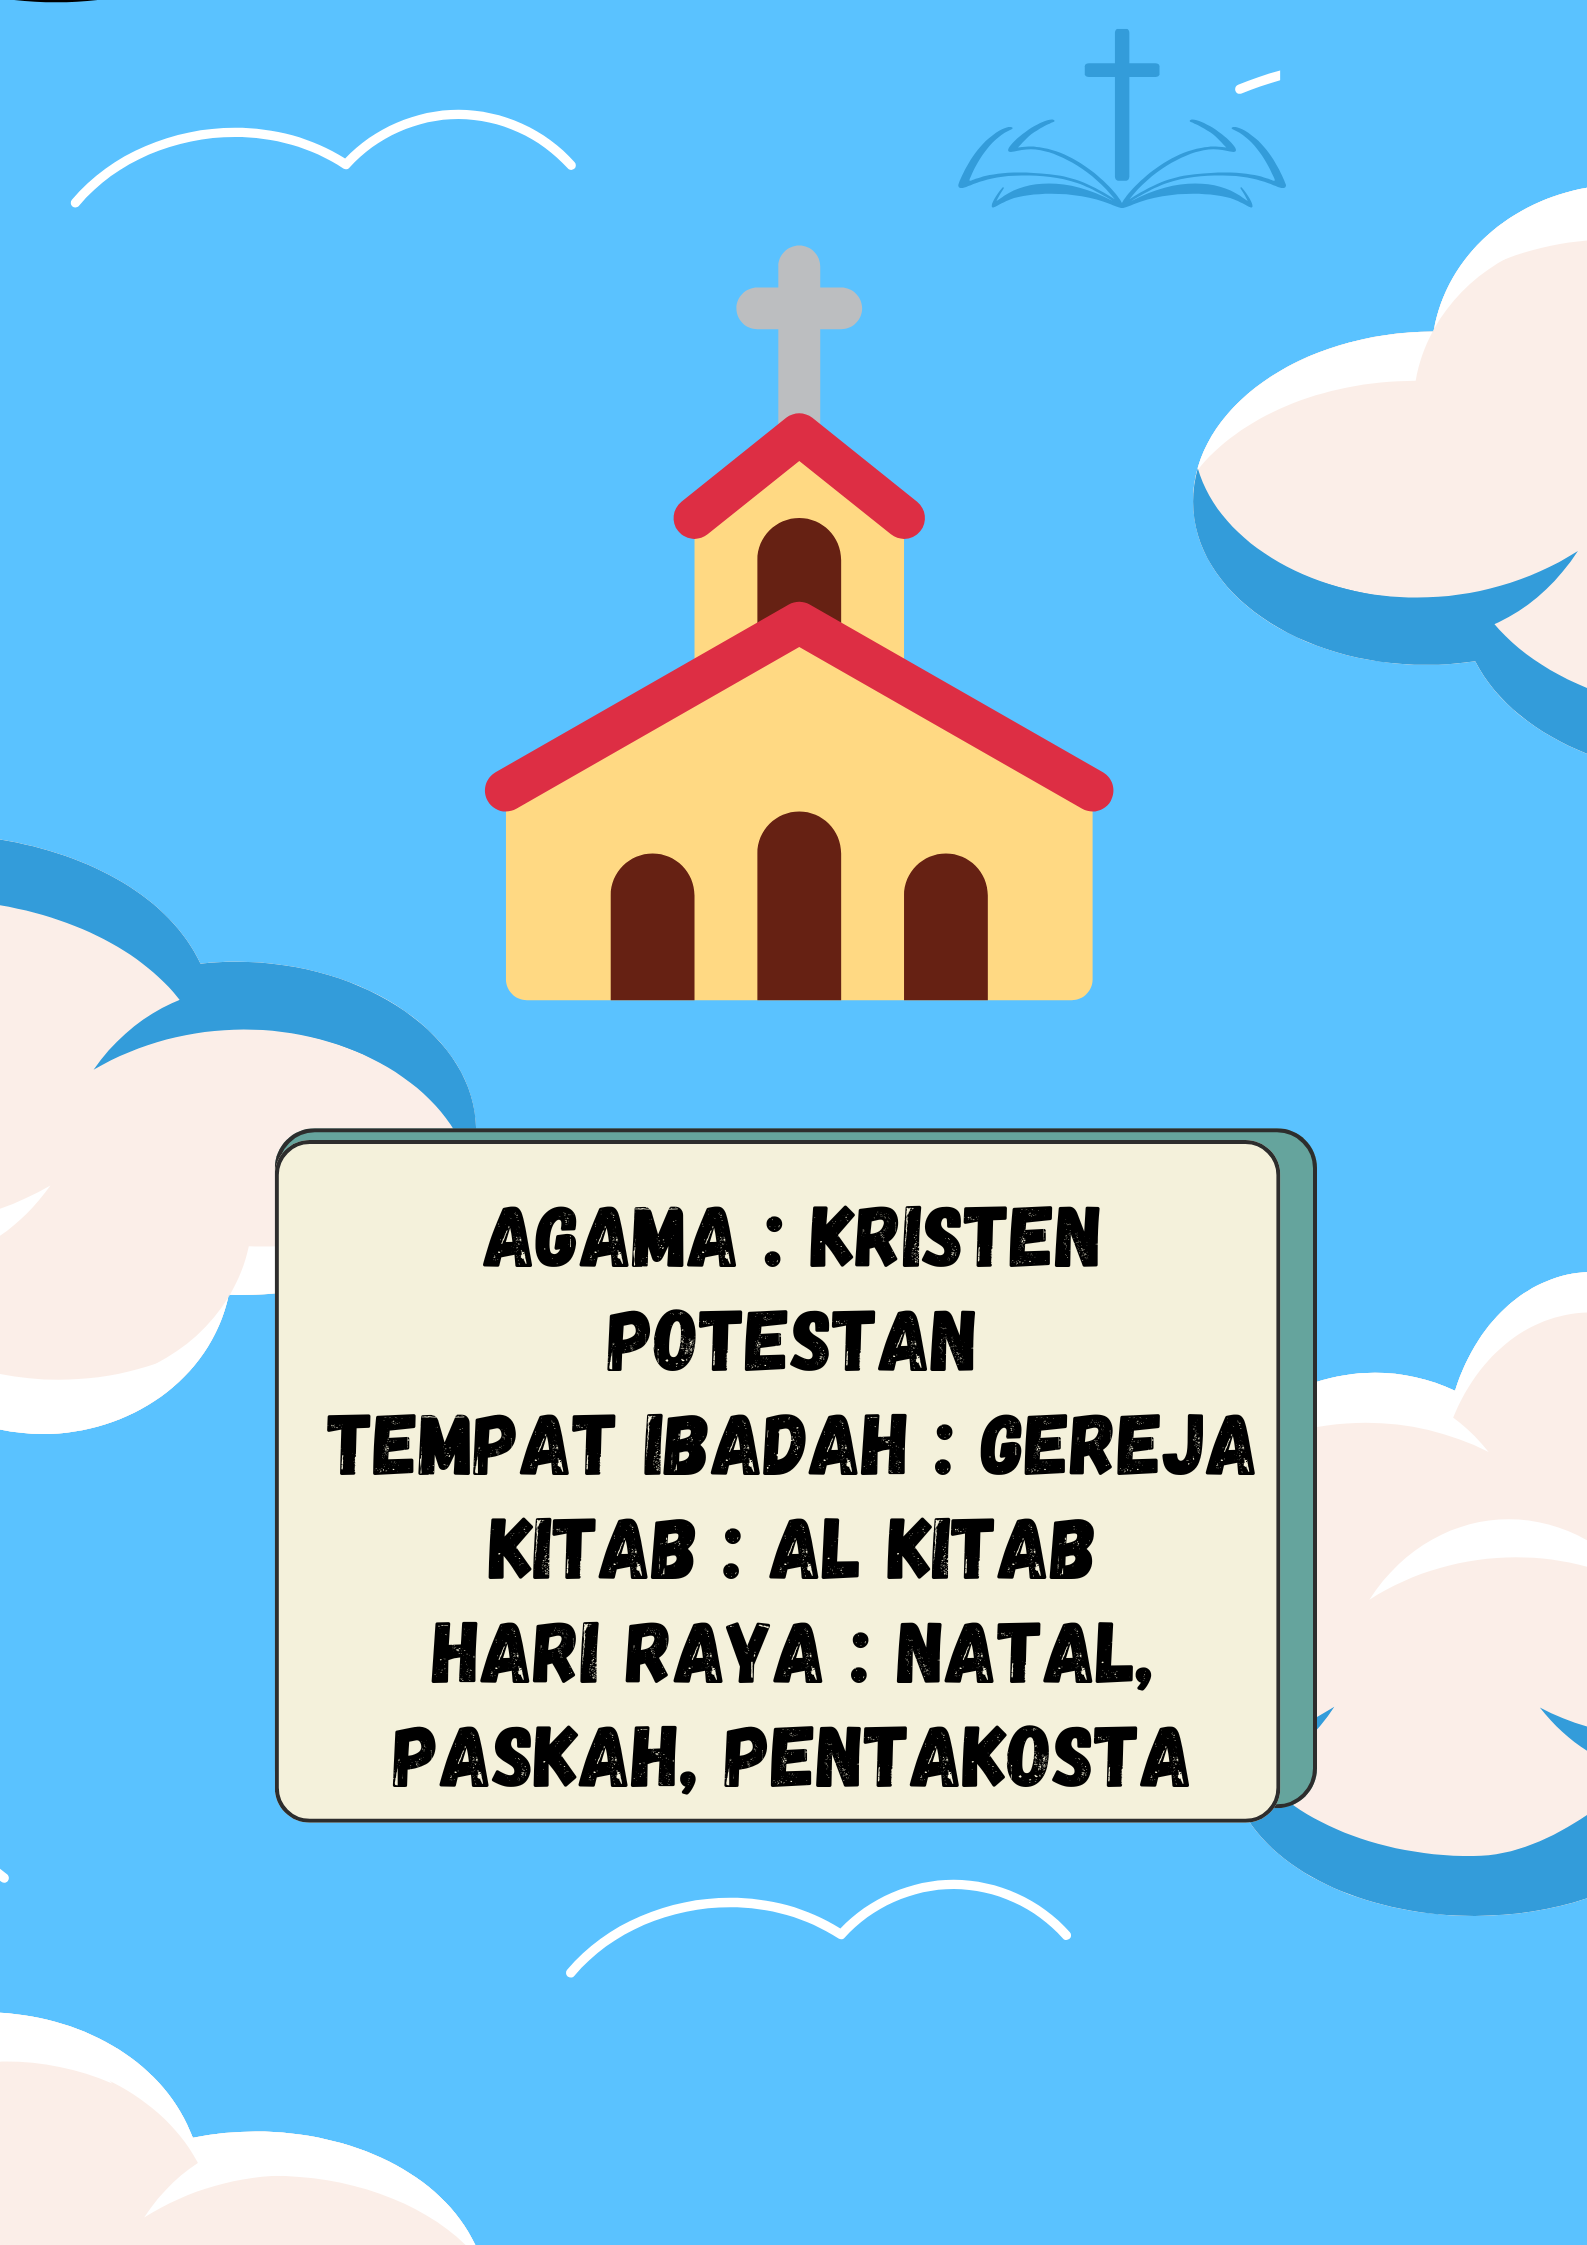 AGAMA : KRISTEN
POTESTAN
TEMPAT IBADAH : GEREJA
KITAB : AL KITAB
HARI RAYA : NATAL,
PASKAH, PENTAKOSTA